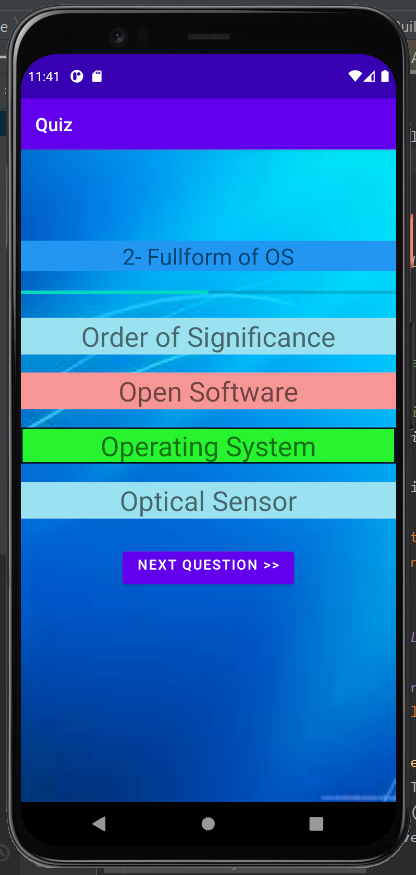 11:41
Quiz
2- Fullform of OS
Order of Significance
Open Software
Operating System
Optical Sensor
NEXT QUESTION >>